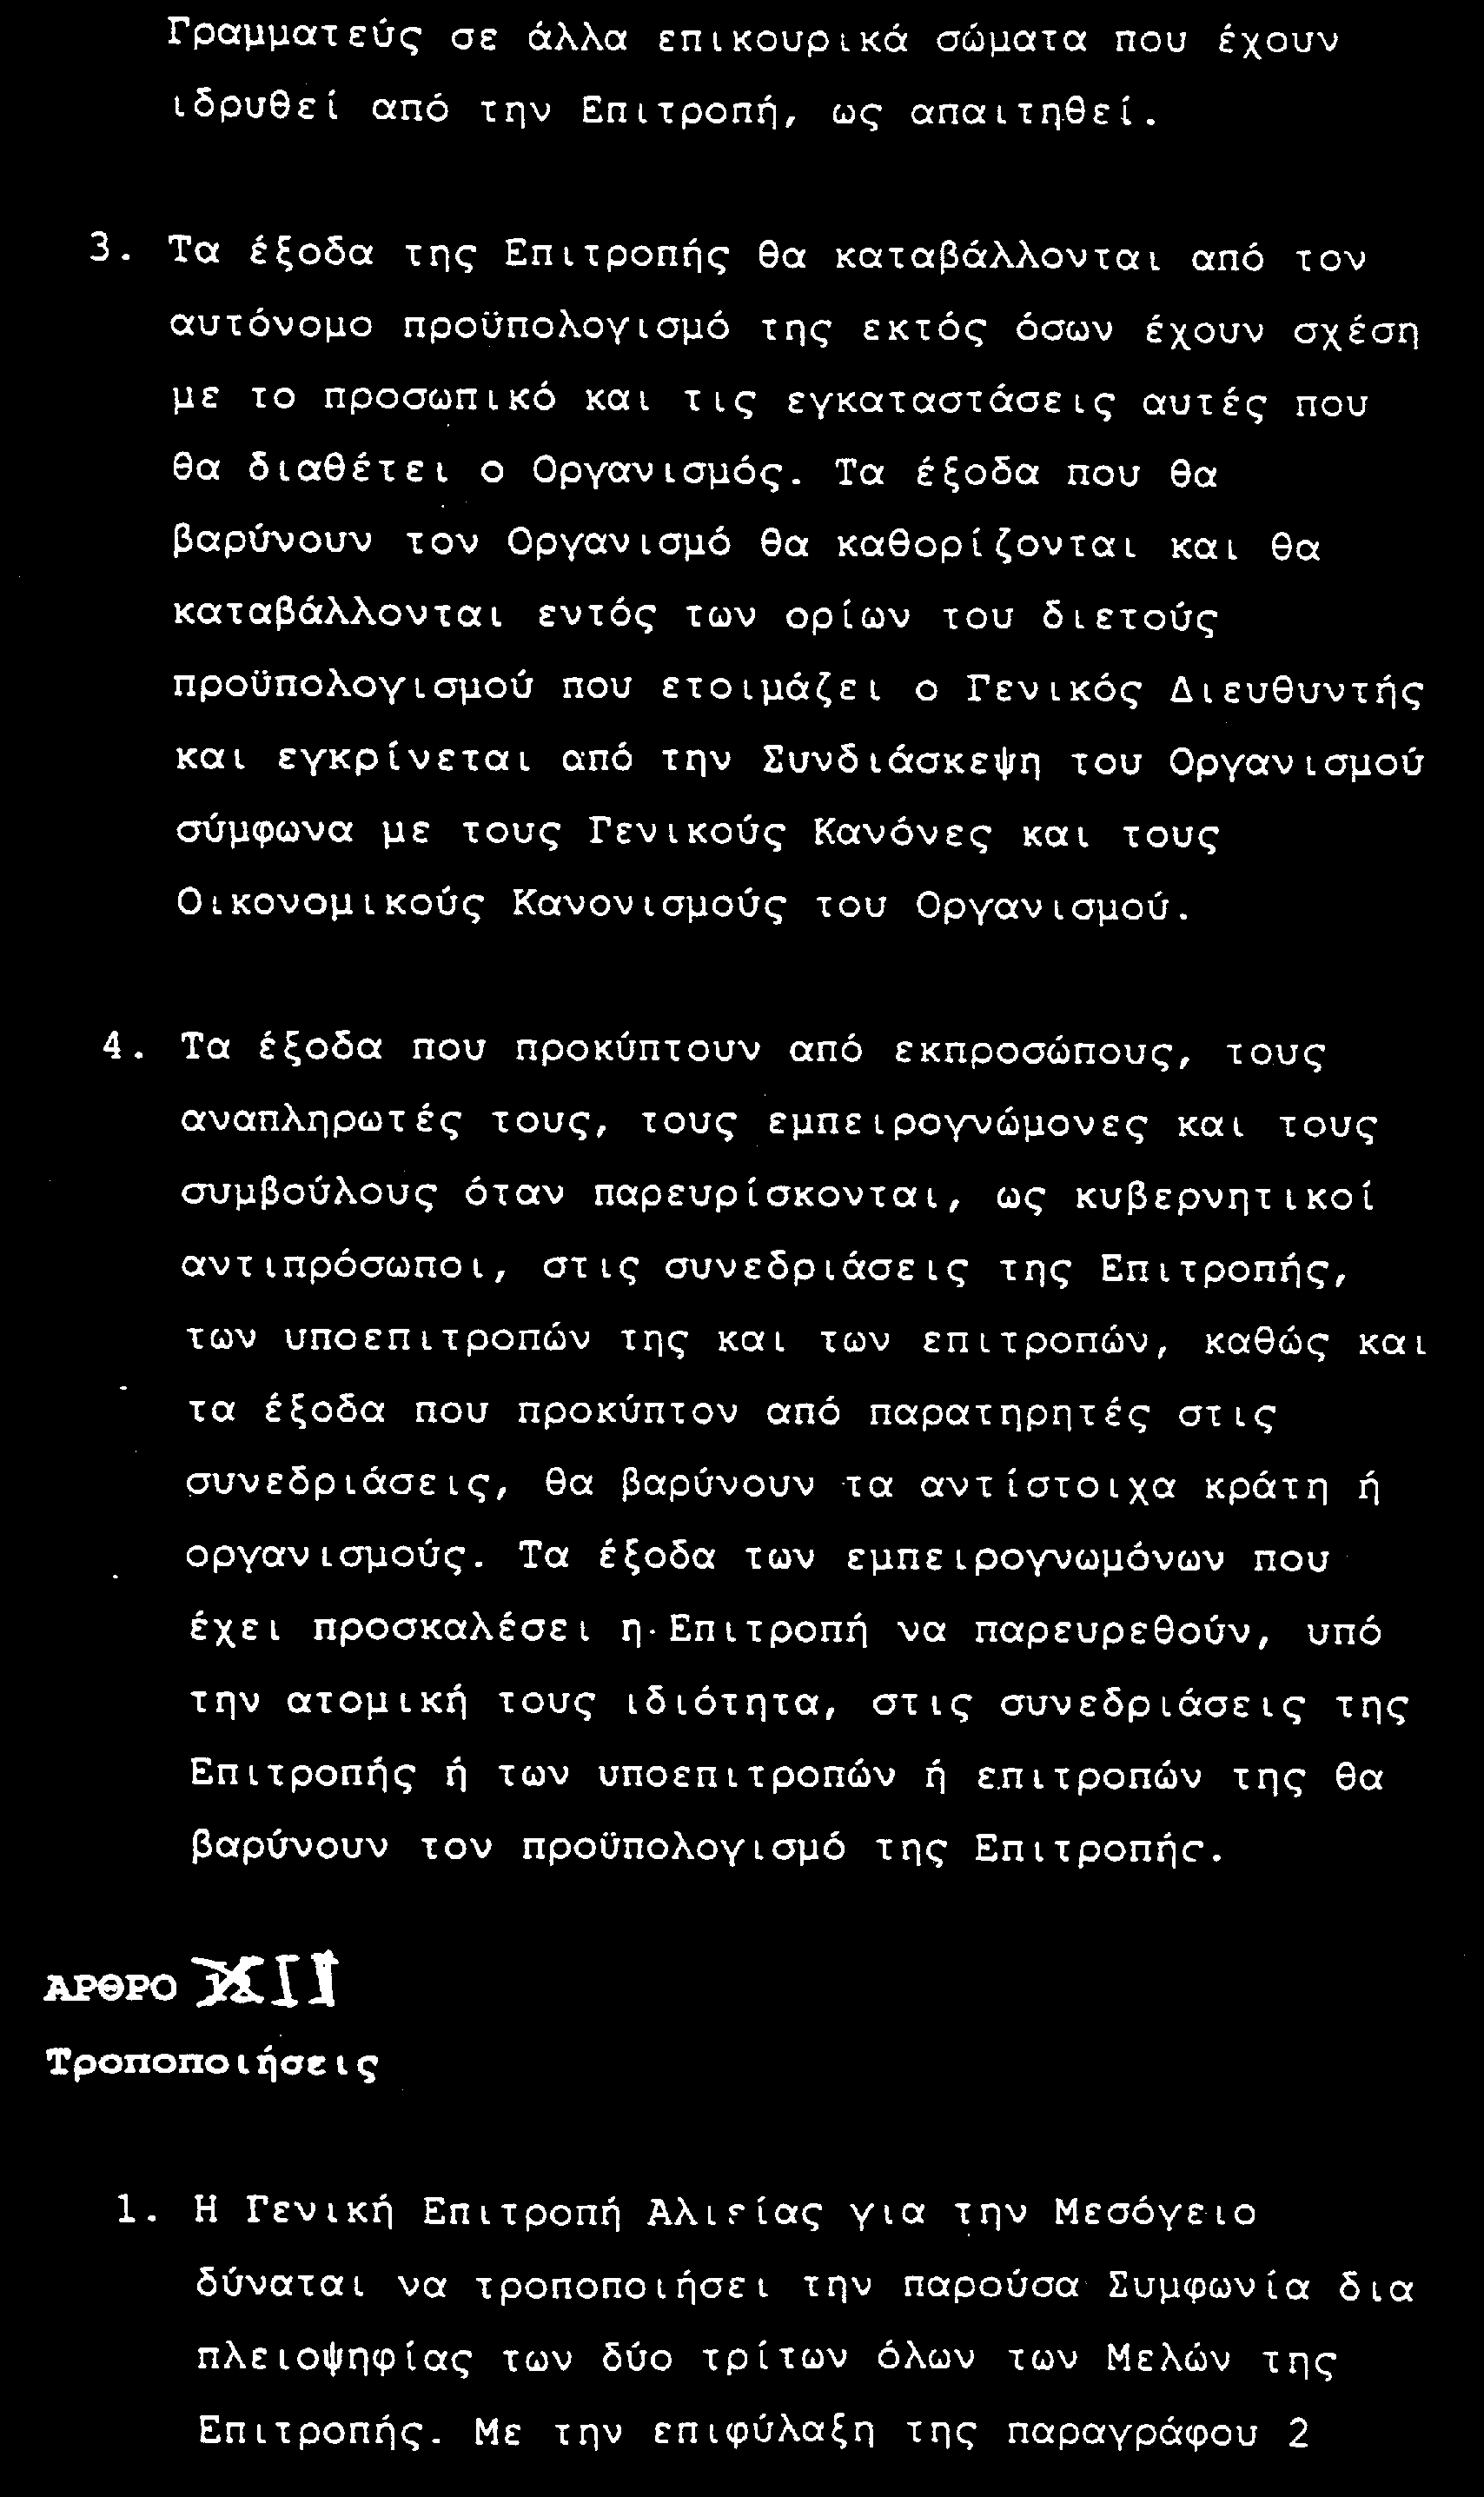 Γραμματεύς σε άλλα επικουρικά σώματα που έχουν
ιδρυθεί από την Επιτροπή, ως απαιτηθεί.
3. Τα έξοδα της Επιτροπής θα καταβάλλονται από τον
αυτόνομο προϋπολογισμό της εκτός όσων έχουν σχέση
με το προσωπικό και τις εγκαταστάσεις αυτές που
θα διαθέτει ο Οργανισμός. Τα έξοδα που θα
βαρύνουν τον Οργανισμό θα καθορίζονται και θα
καταβάλλονται εντός των ορίων του διετούς
προϋπολογισμού που ετοιμάζει ο Γενικός Διευθυντής
και εγκρίνεται από την Συνδιάσκεψη του Οργανισμού
σύμφωνα με τους Γενικούς Κανόνες και τους
Οικονομικούς Κανονισμούς του Οργανισμού.
4. Τα έξοδα που προκύπτουν από εκπροσώπους, τους
αναπληρωτές τους, τους εμπειρογνώμονες και τους
συμβούλους όταν παρευρίσκονται, ως κυβερνητικοί
αντιπρόσωποι, στις συνεδριάσεις της Επιτροπής,
των υποεπιτροπών της και των επιτροπών, καθώς και
τα έξοδα που προκύπτον από παρατηρητές στις
συνεδριάσεις, θα βαρύνουν τα αντίστοιχα κράτη ή
οργανισμούς. Τα έξοδα των εμπειρογνωμόνων που
έχει προσκαλέσει η Επιτροπή να παρευρεθούν, υπό
την ατομική τους ιδιότητα, στις συνεδριάσεις της
Επιτροπής ή των υποεπιτροπών ή επιτροπών της θα
βαρύνουν τον προϋπολογισμό της Επιτροπής.
ΑΡΘΡΟ XII
Τροποποιήσεις
1. Η Γενική Επιτροπή Αλιείας για την Μεσόγειο
δύναται να τροποποιήσει την παρούσα Συμφωνία δια
πλειοψηφίας των δύο τρίτων όλων των Μελών της
Επιτροπής. Με την επιφύλαξη της παραγράφου 2